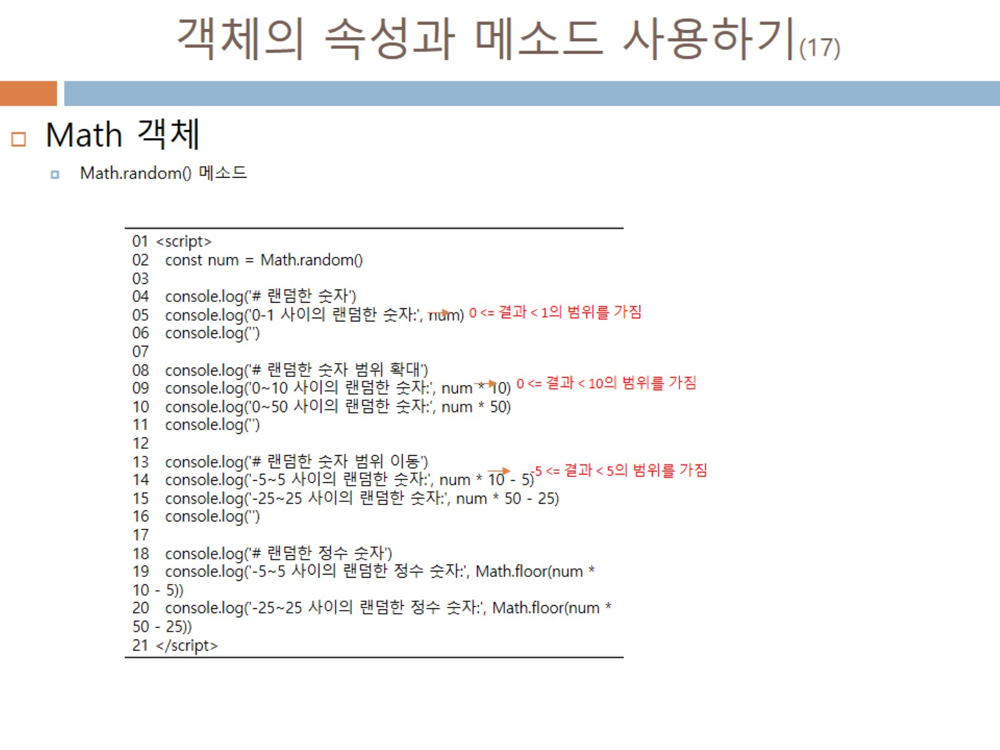 객체의 속성과 메소드 사용하기(17)
Math 객체
Math.random() 메소드
01 <script>
02 const num = Math.random()
03
04 console.log('# 랜덤한 숫자')
05 console.log('0-1 사이의 랜덤한 숫자:', num) 0 <= 결과 < 1의 범위를 가짐
06 console.log('')
07
08 console.log('# 랜덤한 숫자 범위 확대')
09 console.log('0~10 사이의 랜덤한 숫자:', num * 10) 0 <= 결과 < 10의 범위를 가짐
10 console.log('0~50 사이의 랜덤한 숫자:', num * 50)
11 console.log('')
12
13 console.log('# 랜덤한 숫자 범위 이동')
14 console.log('-5~5 사이의 랜덤한 숫자:', num * 10 - 5) -5 <= 결과 < 5의 범위를 가짐
15 console.log('-25~25 사이의 랜덤한 숫자:', num * 50 - 25)
16 console.log('')
17
18 console.log('# 랜덤한 정수 숫자')
19 console.log('-5~5 사이의 랜덤한 정수 숫자:', Math.floor(num *
10 - 5))
20 console.log('-25~25 사이의 랜덤한 정수 숫자:', Math.floor(num *
50 - 25))
21 </script>